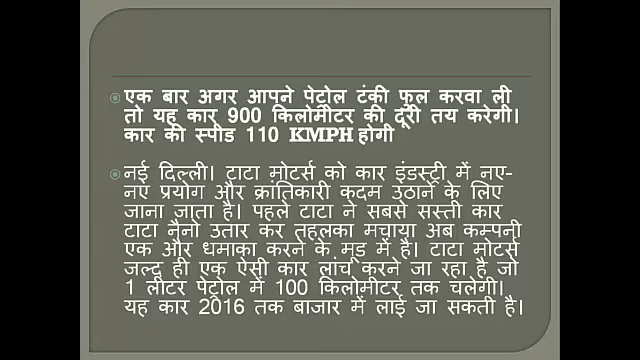 एक बार अगर आपने पेट्रोल टंकी फूल करवा ली
तो यह कार 900 किलोमीटर की दूरी तय करेगी।
कार की स्पीड 110 KMPH होगी
नई दिल्ली। टाटा मोटर्स को कार इंडस्ट्री में नए-
नए प्रयोग और क्रांतिकारी कदम उठाने के लिए
जाना जाता है। पहले टाटा ने सबसे सस्ती कार
टाटा नैनो उतार कर तहलका मचाया अब कम्पनी
एक और धमाका करने के मूड में है। टाटा मोटर्स
जल्द ही एक ऐसी कार लांच करने जा रहा है जो
1 लीटर पेट्रोल में 100 किलोमीटर तक चलेगी।
यह कार 2016 तक बाजार में लाई जा सकती है।